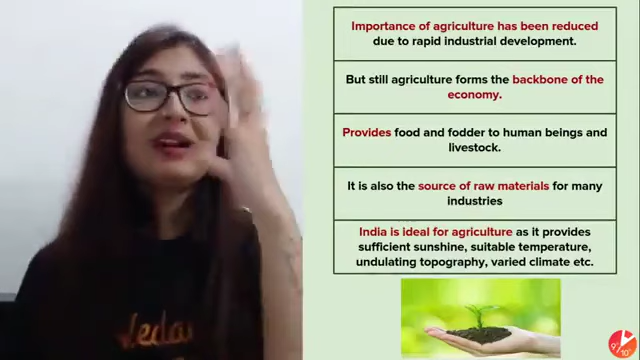 Importance of agriculture has been reduced
due to rapid industrial development.
But still agriculture forms the backbone of the
economy.
Provides food and fodder to human beings and
livestock.
It is also the source of raw materials for many
industries
India is ideal for agriculture as it provides
sufficient sunshine, suitable temperature,
undulating topography, varied climate etc.
Vedan